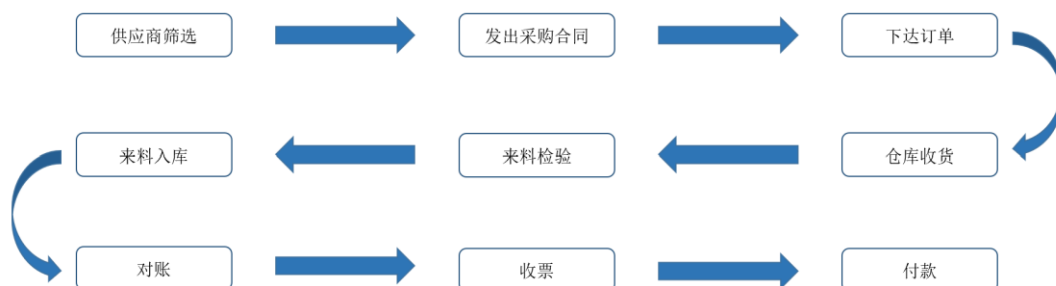 供应商筛选
发出采购合同
下达订单
仓库收货
来料检验
来料入库
对账
收票
付款